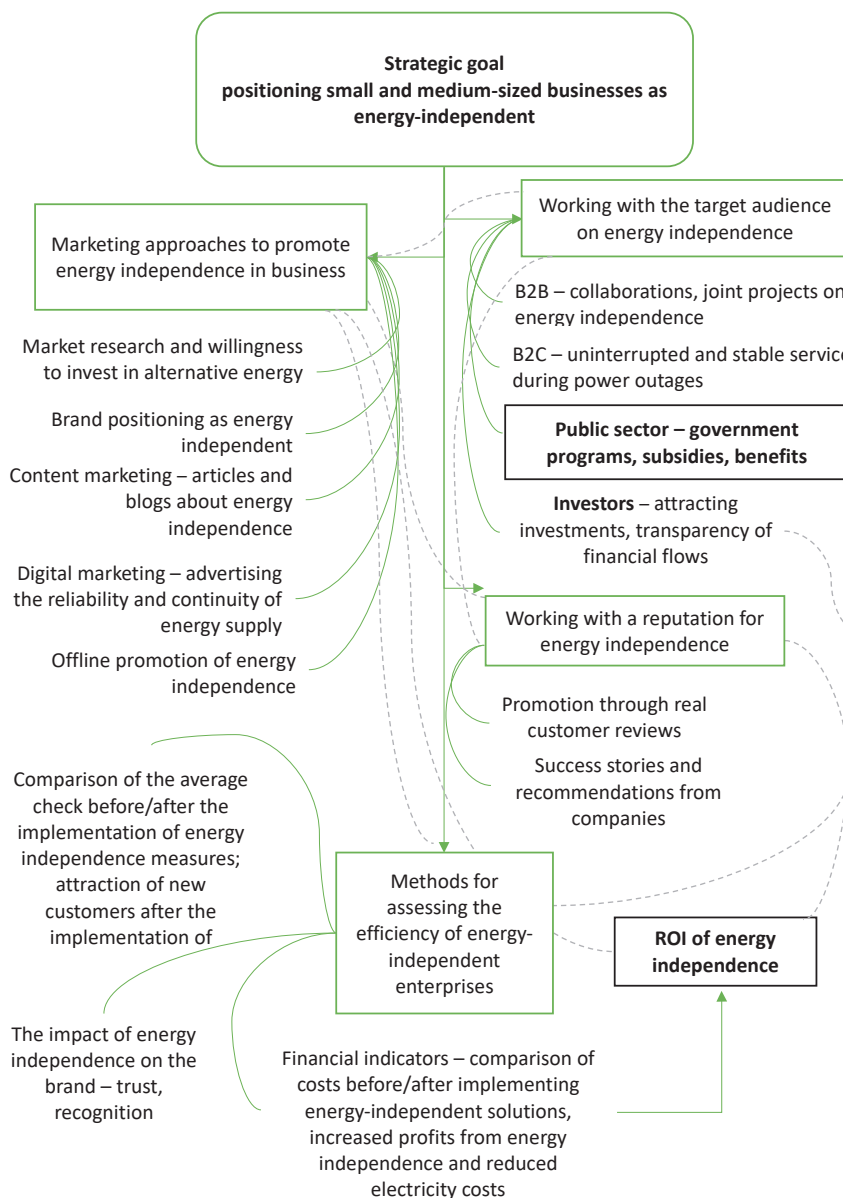 Strategic goal
positioning small and medium-sized businesses as
energy-independent
Marketing approaches to promote
energy independence in business
Market research and willingness
to invest in alternative energy
Brand positioning as energy
independent
Content marketing – articles and
blogs about energy
independence
Digital marketing – advertising
the reliability and continuity of
energy supply
Offline promotion of energy
independence
Working with the target audience
on energy independence
B2B – collaborations, joint projects on
energy independence
B2C – uninterrupted and stable service
during power outages
Public sector – government
programs, subsidies, benefits
Investors – attracting
investments, transparency of
financial flows
Working with a reputation for
energy independence
Promotion through real
customer reviews
Success stories and
recommendations from
companies
Comparison of the average
check before/after the
implementation of energy
independence measures;
attraction of new
customers after the
implementation of
Methods for
assessing the
efficiency of energy-
independent
enterprises
ROI of energy
independence
The impact of energy
independence on the
brand – trust,
recognition
Financial indicators – comparison of
costs before/after implementing
energy-independent solutions,
increased profits from energy
independence and reduced
electricity costs